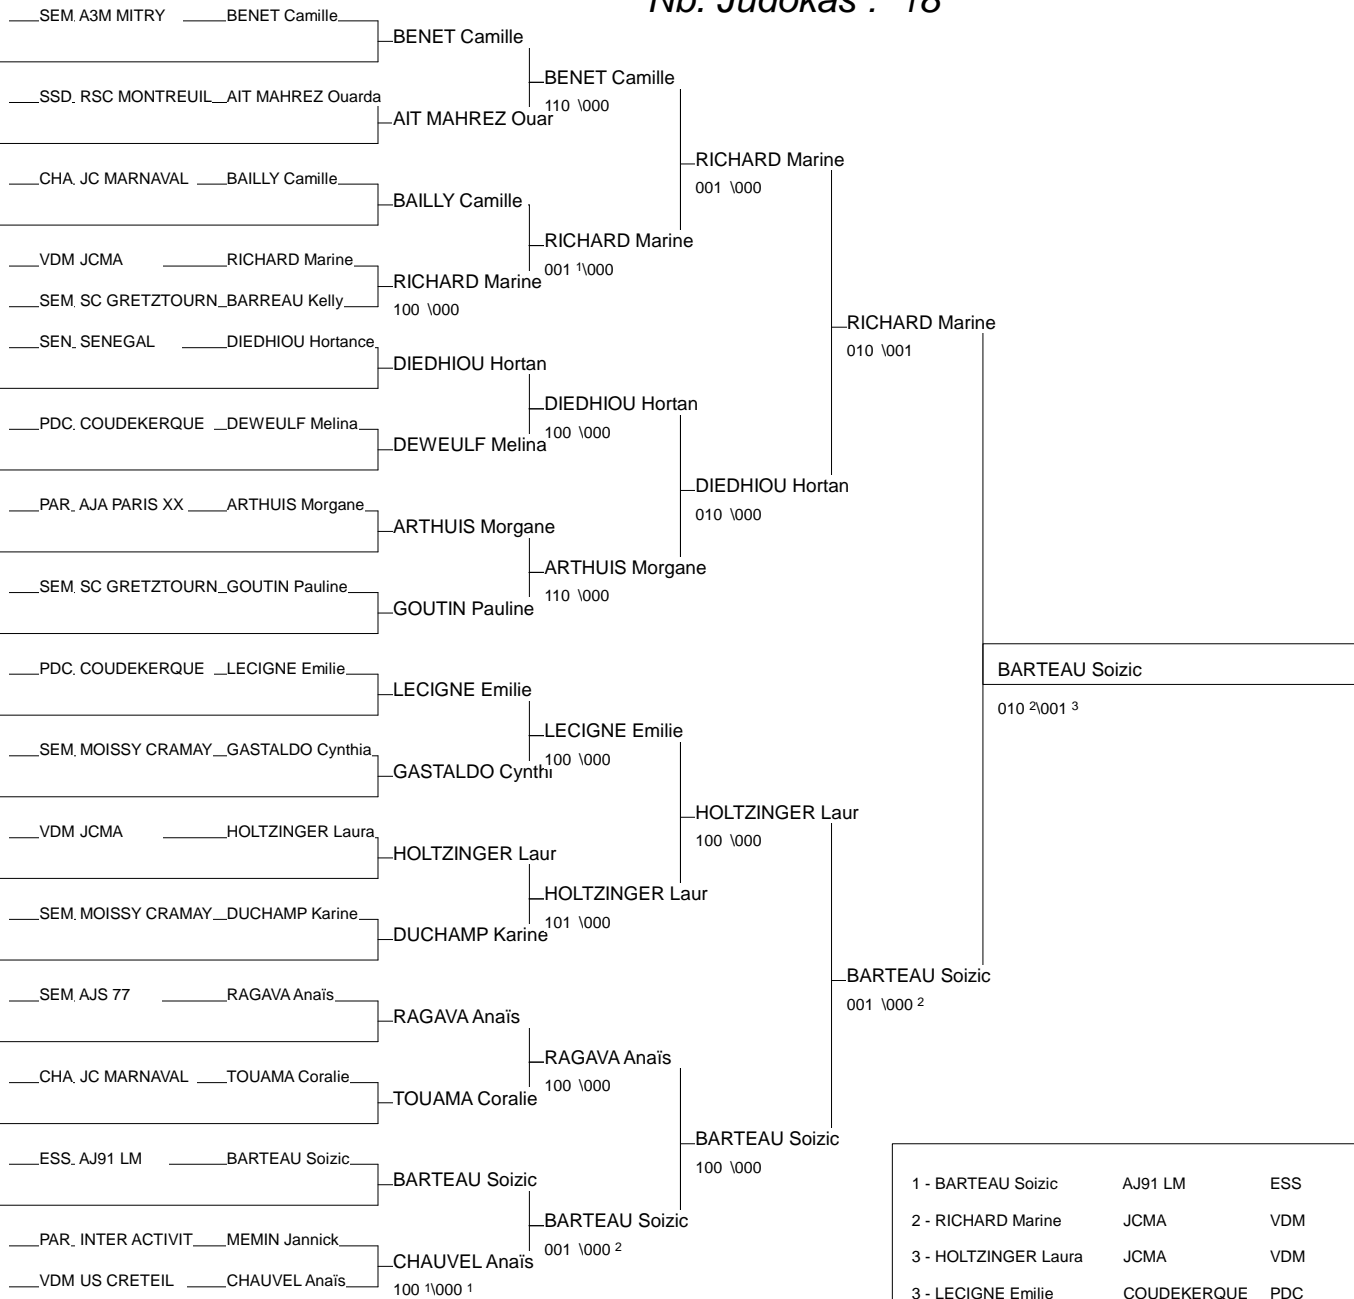 Nb. Judokas : 18
SEM A3M MITRY BENET Camille
BENET Camille
BENET Camille
110 \000
SSD RSC MONTREUIL AIT MAHREZ Ouarda
AIT MAHREZ Ouar
RICHARD Marine
001 \000
CHA JC MARNAVAL BAILLY Camille
BAILLY Camille
RICHARD Marine
001 1\000
VDM JCMA RICHARD Marine
RICHARD Marine
SEM SC GRETZTOURN BARREAU Kelly
100 \000
RICHARD Marine
010 \001
SEN SENEGAL DIEDHIOU Hortance
DIEDHIOU Hortan
DIEDHIOU Hortan
100 \000
PDC COUDEKERQUE DEWEULF Melina
DEWEULF Melina
DIEDHIOU Hortan
010 \000
PAR AJA PARIS XX ARTHUIS Morgane
ARTHUIS Morgane
ARTHUIS Morgane
110 \000
SEM SC GRETZTOURN GOUTIN Pauline
GOUTIN Pauline
BARTEAU Soizic
010 2\001 3
PDC COUDEKERQUE LECIGNE Emilie
LECIGNE Emilie
LECIGNE Emilie
100 \000
SEM MOISSY CRAMAY GASTALDO Cynthia
GASTALDO Cynthi
HOLTZINGER Laur
100 \000
VDM JCMA HOLTZINGER Laura
HOLTZINGER Laur
HOLTZINGER Laur
101 \000
SEM MOISSY CRAMAY DUCHAMP Karine
DUCHAMP Karine
BARTEAU Soizic
001 \000 2
SEM AJS 77 RAGAVA Anaïs
RAGAVA Anaïs
RAGAVA Anaïs
100 \000
CHA JC MARNAVAL TOUAMA Coralie
TOUAMA Coralie
BARTEAU Soizic
100 \000
ESS AJ91 LM BARTEAU Soizic
BARTEAU Soizic
BARTEAU Soizic
001 \000 2
PAR INTER ACTIVIT MEMIN Jannick
CHAUVEL Anaïs
VDM US CRETEIL CHAUVEL Anaïs
100 1\000 1
1 - BARTEAU Soizic AJ91 LM ESS
2 - RICHARD Marine JCMA VDM
3 - HOLTZINGER Laura JCMA VDM
3 - LECIGNE Emilie COUDEKERQUE PDC